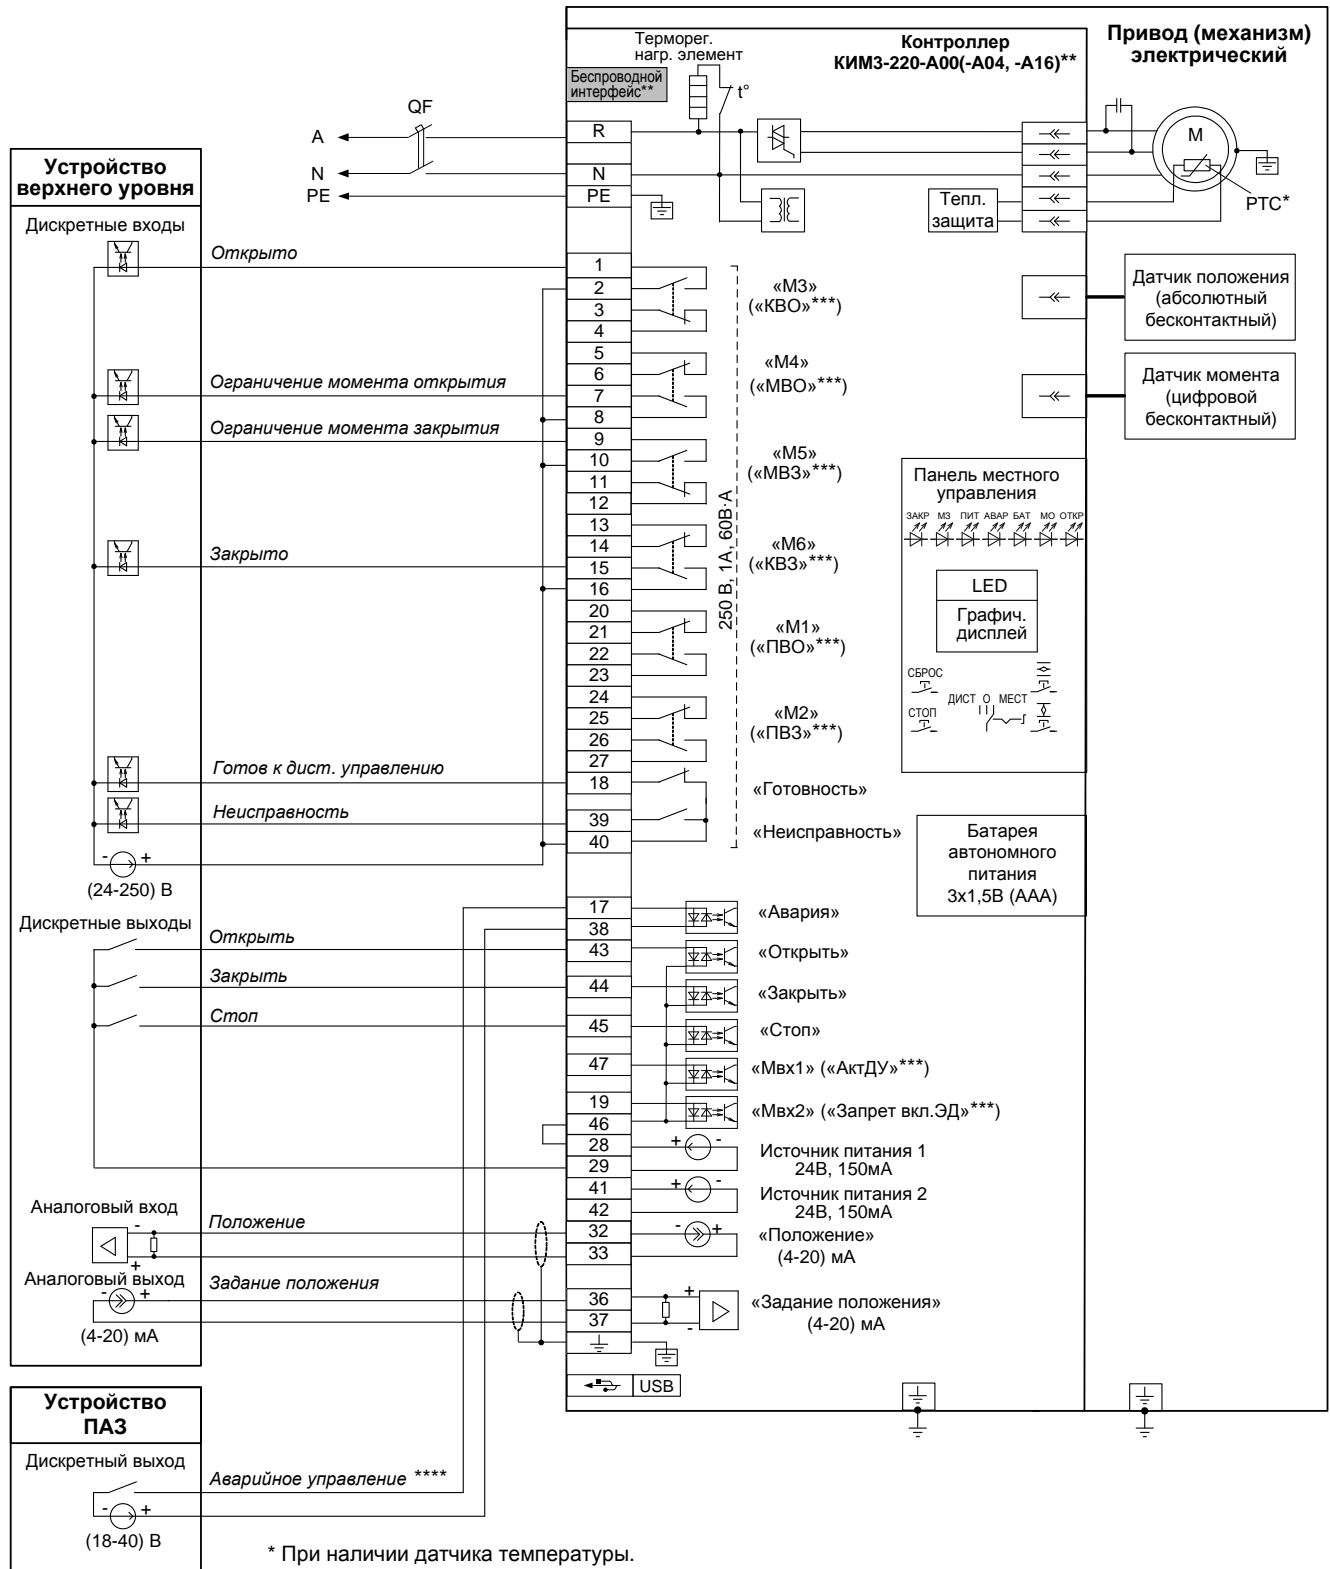 Привод (механизм)
электрический
Контроллер
КИМ3-220-А00(-А04, -А16)**
Терморег.
нагр. элемент
t°
Беспроводной
интерфейс**
QF
A
N
PE
R
N
PE
Тепл.
защита
M
PTC*
Устройство
верхнего уровня
Дискретные входы
Открыто
Ограничение момента открытия
Ограничение момента закрытия
Закрыто
Готов к дист. управлению
Неисправность
- +
(24-250) В
Дискретные выходы
Открыть
Закрыть
Стоп
Аналоговый вход
-
+
Положение
Аналоговый выход
- +
Задание положения
(4-20) мА
1
2
3
4
5
6
7
8
9
10
11
12
13
14
15
16
20
21
22
23
24
25
26
27
18
39
40
17
38
43
44
45
47
19
46
28
29
41
42
32
33
36
37
«М3»
(«КВО»***)
«М4»
(«МВО»***)
«М5»
(«МВЗ»***)
«М6»
(«КВЗ»***)
«М1»
(«ПВО»***)
«М2»
(«ПВЗ»***)
«Готовность»
«Неисправность»
250 В, 1А, 60В·А
«Авария»
«Открыть»
«Закрыть»
«Стоп»
«Мвх1» («АктДУ»***)
«Мвх2» («Запрет вкл.ЭД»***)
+ -
Источник питания 1
24В, 150мА
+ -
Источник питания 2
24В, 150мА
- +
«Положение»
(4-20) мА
+
-
«Задание положения»
(4-20) мА
USB
Датчик положения
(абсолютный
бесконтактный)
Датчик момента
(цифровой
бесконтактный)
Панель местного
управления
ЗАКР МЗ ПИТ АВАР БАТ МО ОТКР
LED
Графич.
дисплей
СБРОС
СТОП
ДИСТ О МЕСТ
Батарея
автономного
питания
3х1,5В (ААА)
Устройство
ПАЗ
Дискретный выход
Аварийное управление ****
- +
(18-40) В
* При наличии датчика температуры.